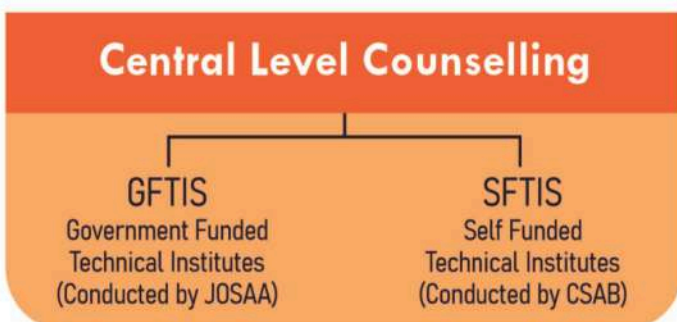 Central Level Counselling
GFTIS
Government Funded
Technical Institutes
(Conducted by JOSAA)
SFTIS
Self Funded
Technical Institutes
(Conducted by CSAB)